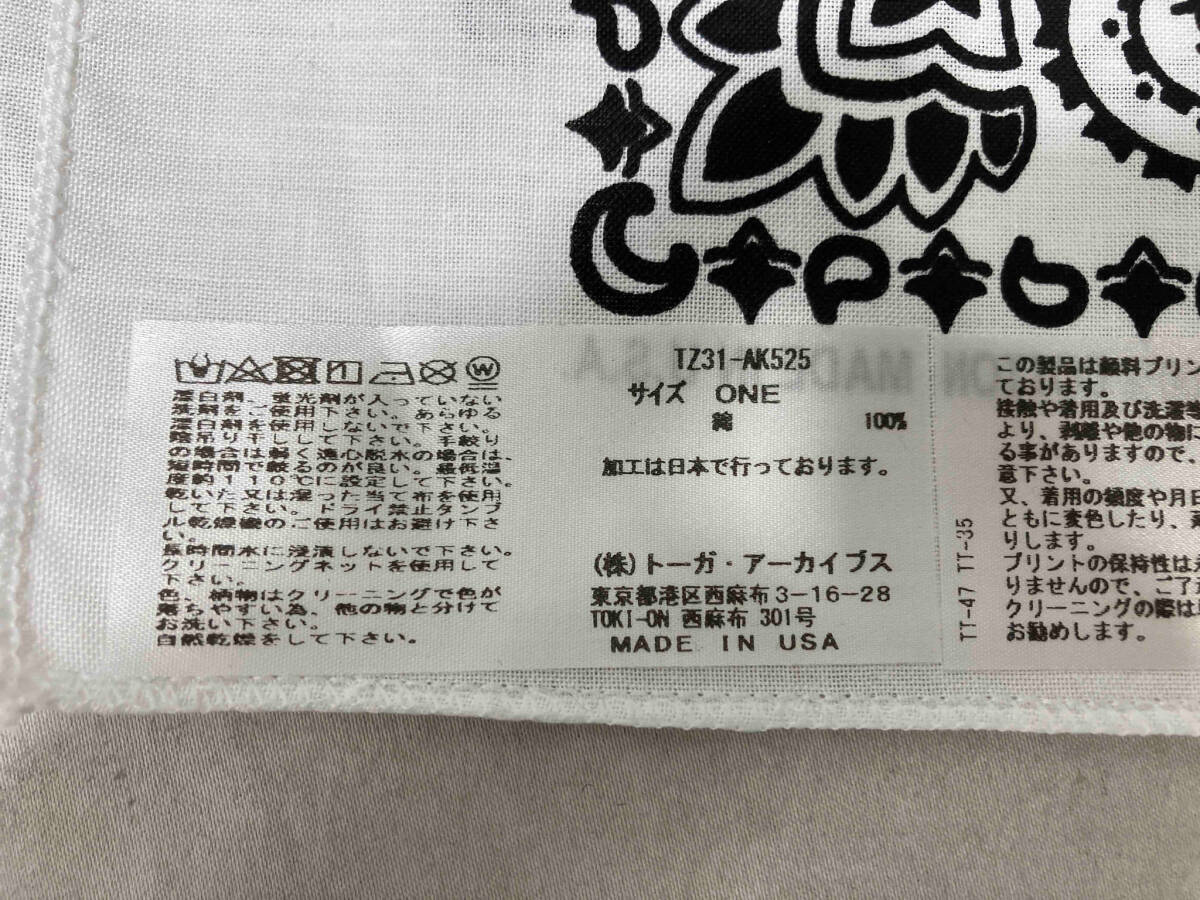 漂白剤、蛍光剤が入っていない
洗剤をご使用下さい。あらゆる
漂白剤を使用しないで下さい。
陰吊り干しして下さい。手絞り
の場合は弱く遠心脱水の場合は、
短時間で絞るのが良い。最低温
度約110℃に設定して下さい。
乾いた又は湿った当て布を使用
して下さい。ドライ禁止タンブ
ル乾燥機のご使用はお避け下さ
い。
長時間水に浸漬しないで下さい。
クリーニングネットを使用して
下さい。
色、柄物はクリーニングで色が
落ちやすい為、他の物と分けて
お洗い下さい。
自然乾燥をして下さい。
TZ31-AK525
サイズ ONE
綿 100%
加工は日本で行っております。
(株)トーガ・アーカイブス
東京都港区西麻布3-16-28
TOKI-ON 西麻布 301号
MADE IN USA
TT-47 TT-35
この製品は顔料プリン
ております。
接触や着用及び洗濯等
より、剥離や他の物に
る事がありますので、
意下さい。
又、着用の頻度や月日
ともに変色したり、
りします。
プリントの保持性は
りませんので、ご了
クリーニングの際は
お勧めします。